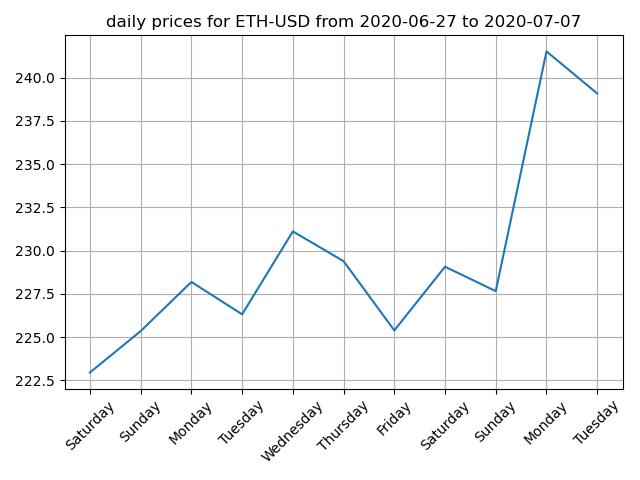 daily prices for ETH-USD from 2020-06-27 to 2020-07-07
240.0
237.5
235.0
232.5
230.0
227.5
225.0
222.5
Saturday
Sunday
Monday
Tuesday
Wednesday
Thursday
Friday
Saturday
Sunday
Monday
Tuesday